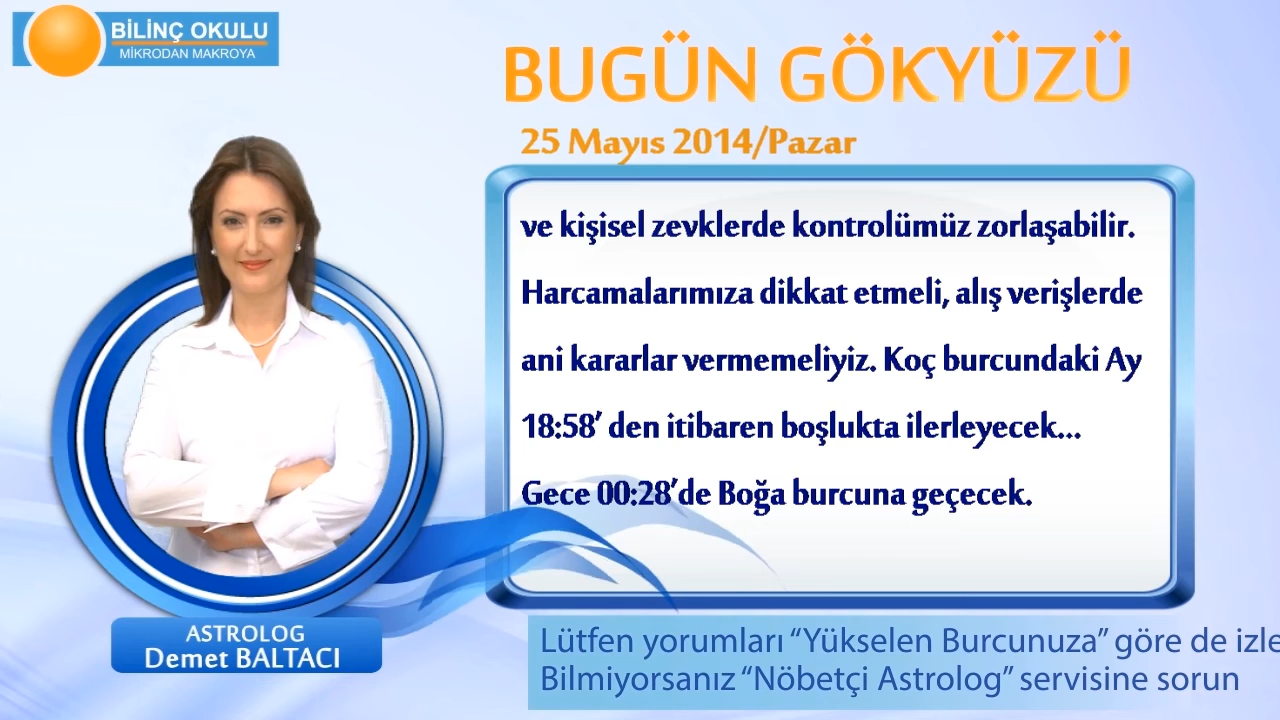 BİLİNÇ OKULU
MİKRODAN MAKROYA
BUGÜN GÖKYÜZÜ
25 Mayıs 2014/Pazar
ve kişisel zevklerde kontrolümüz zorlaşabilir.
Harcamalarımıza dikkat etmeli, alış verişlerde
ani kararlar vermemeliyiz. Koç burcundaki Ay
18:58' den itibaren boşlukta ilerleyecek...
Gece 00:28'de Boğa burcuna geçecek.
ASTROLOG
Demet BALTACI
Lütfen yorumları “Yükselen Burcunuza” göre de izle
Bilmiyorsanız “Nöbetçi Astrolog” servisine sorun